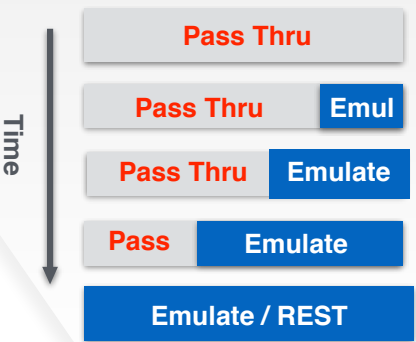 Pass Thru
Pass Thru Emul
Pass Thru Emulate
Pass Emulate
Emulate / REST
Time